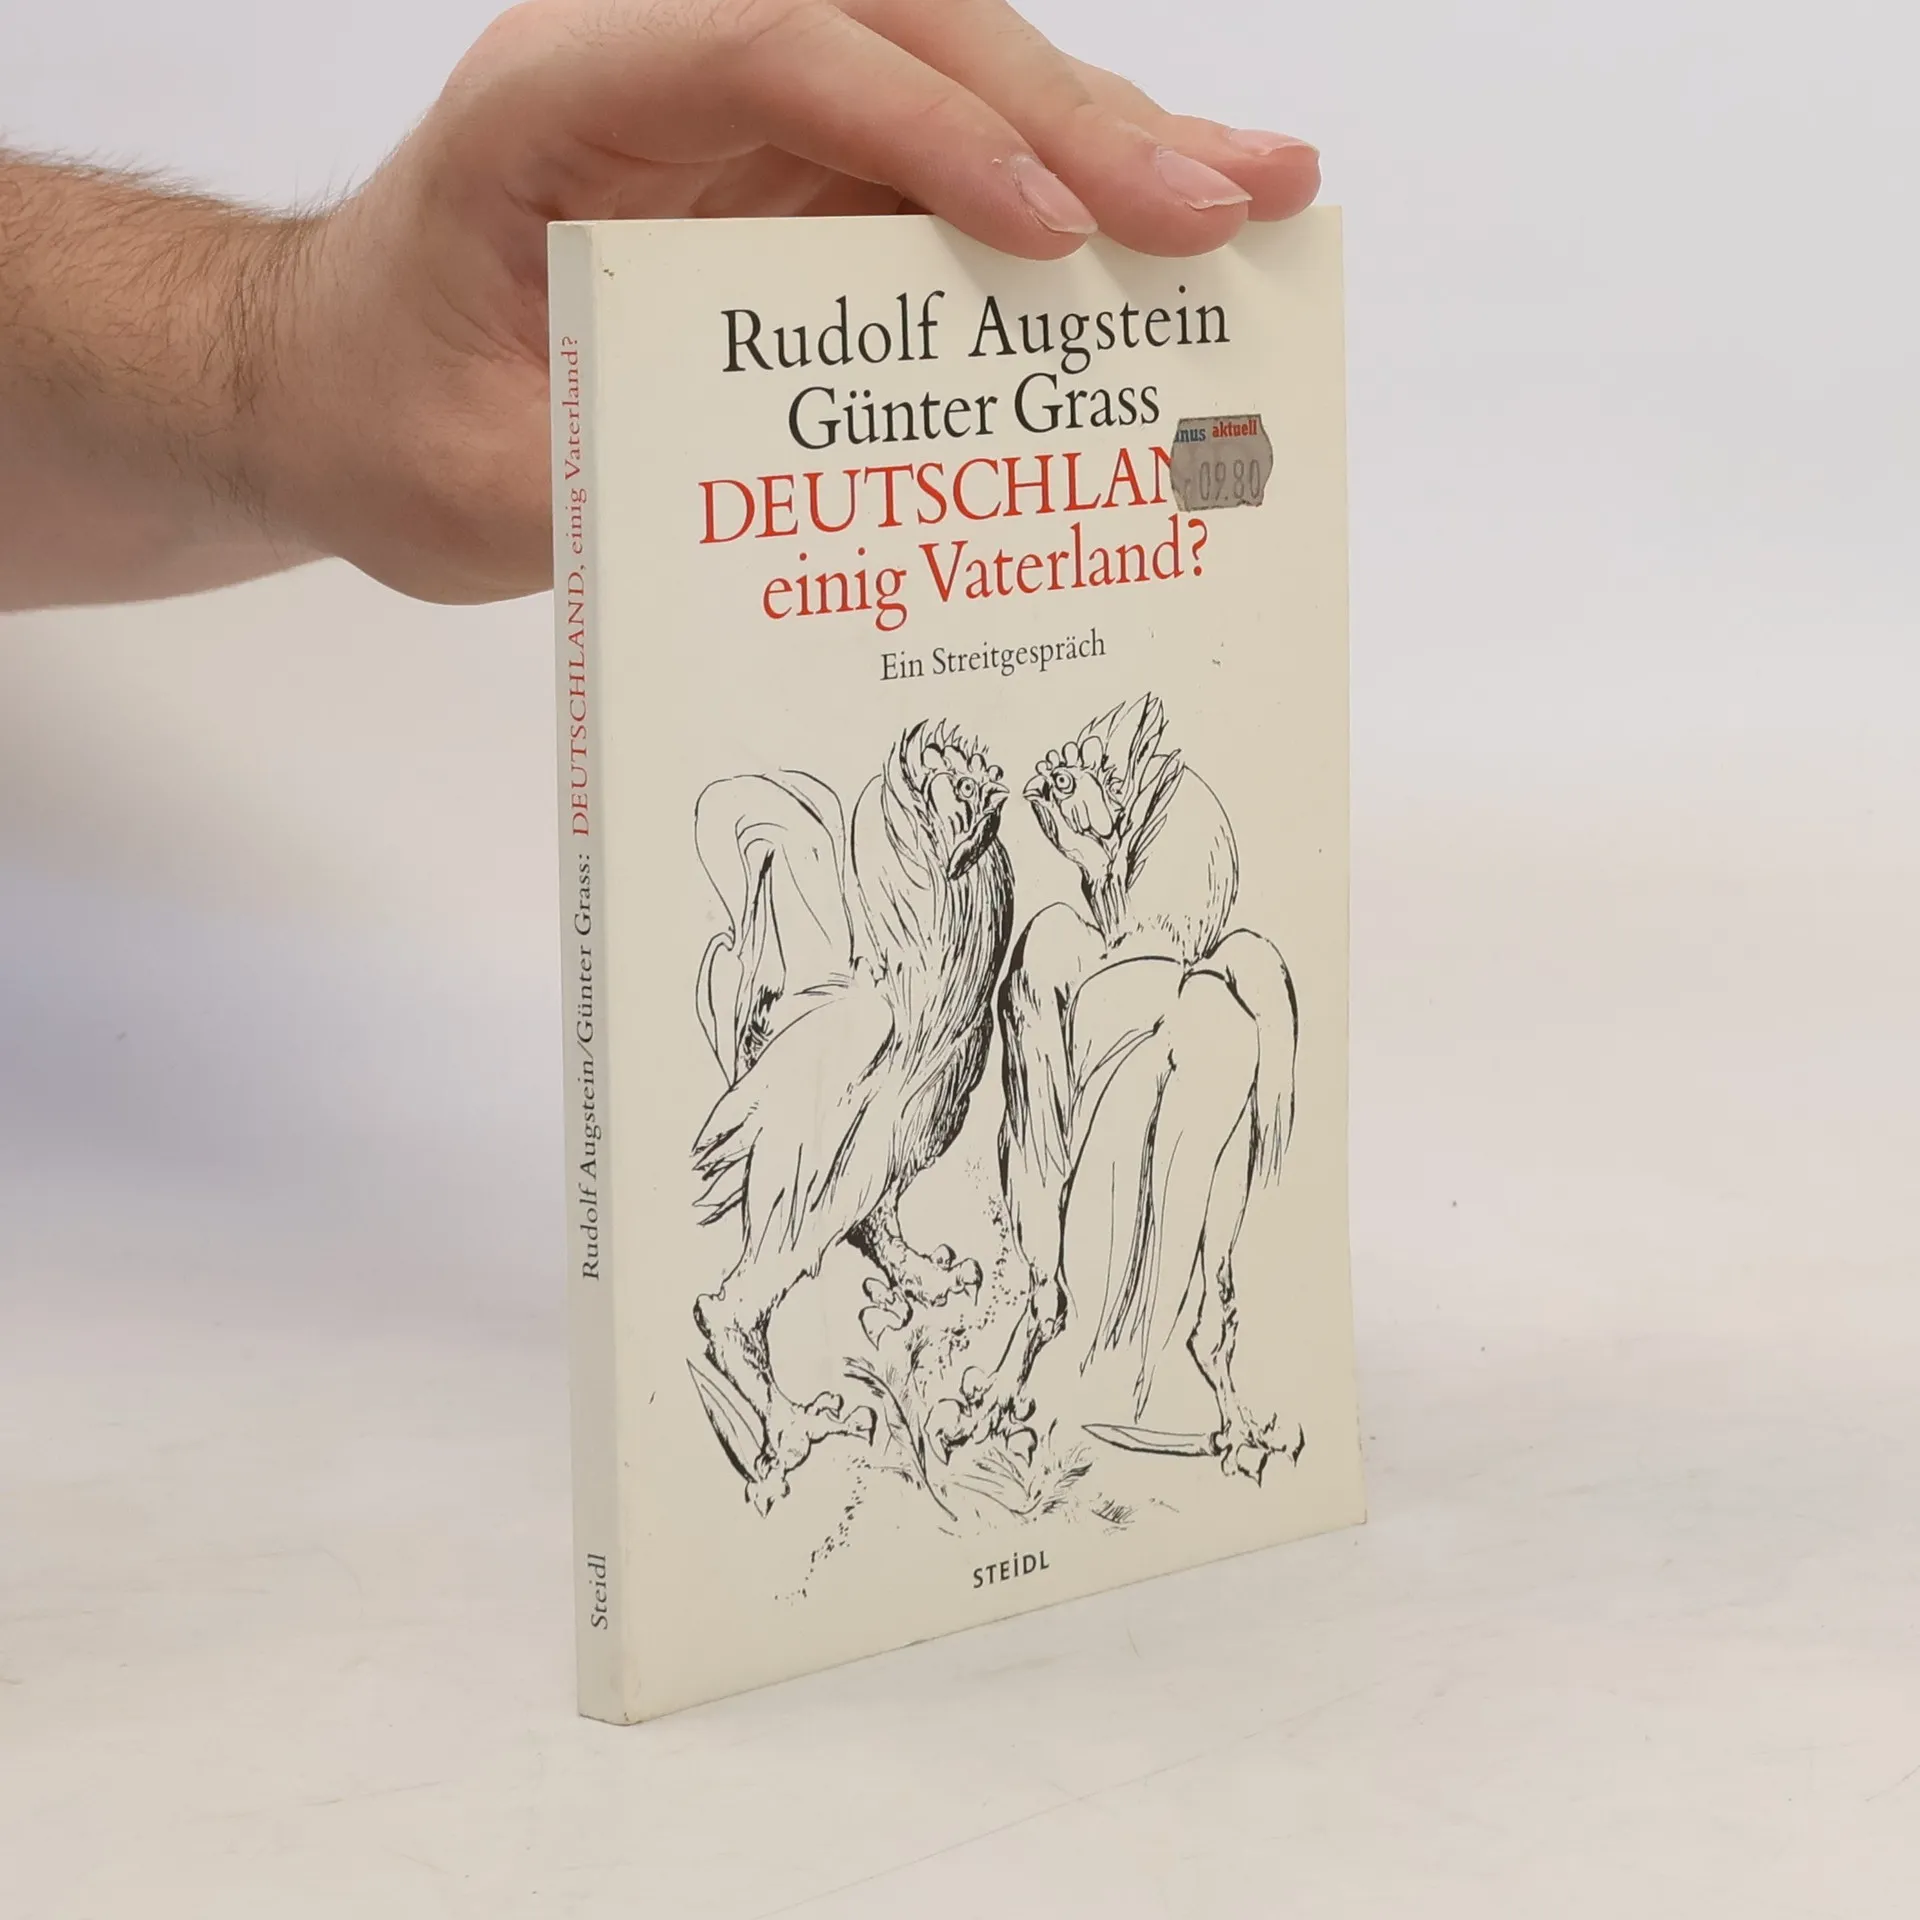 Rudolf Augstein
Günter Grass
DEUTSCHLAN
einig Vaterland?
Ein Streitgespräch
aktuell
09.80
STEiDL
Rudolf Augstein/Günter Grass: DEUTSCHLAND, einig Vaterland?
Steidl